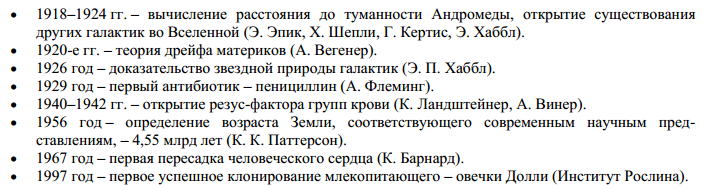 • 1918–1924 гг. – вычисление расстояния до туманности Андромеды, открытие существования
других галактик во Вселенной (Э. Эпик, Х. Шепли, Г. Кертис, Э. Хаббл).
• 1920-е гг. – теория дрейфа материков (А. Вегенер).
• 1926 год – доказательство звездной природы галактик (Э. П. Хаббл).
• 1929 год – первый антибиотик – пенициллин (А. Флеминг).
• 1940–1942 гг. – открытие резус-фактора групп крови (К. Ландштейнер, А. Винер).
• 1956 год – определение возраста Земли, соответствующего современным научным пред-
ставлениям, – 4,55 млрд лет (К. К. Паттерсон).
• 1967 год – первая пересадка человеческого сердца (К. Барнард).
• 1997 год – первое успешное клонирование млекопитающего – овечки Долли (Институт Рослина).